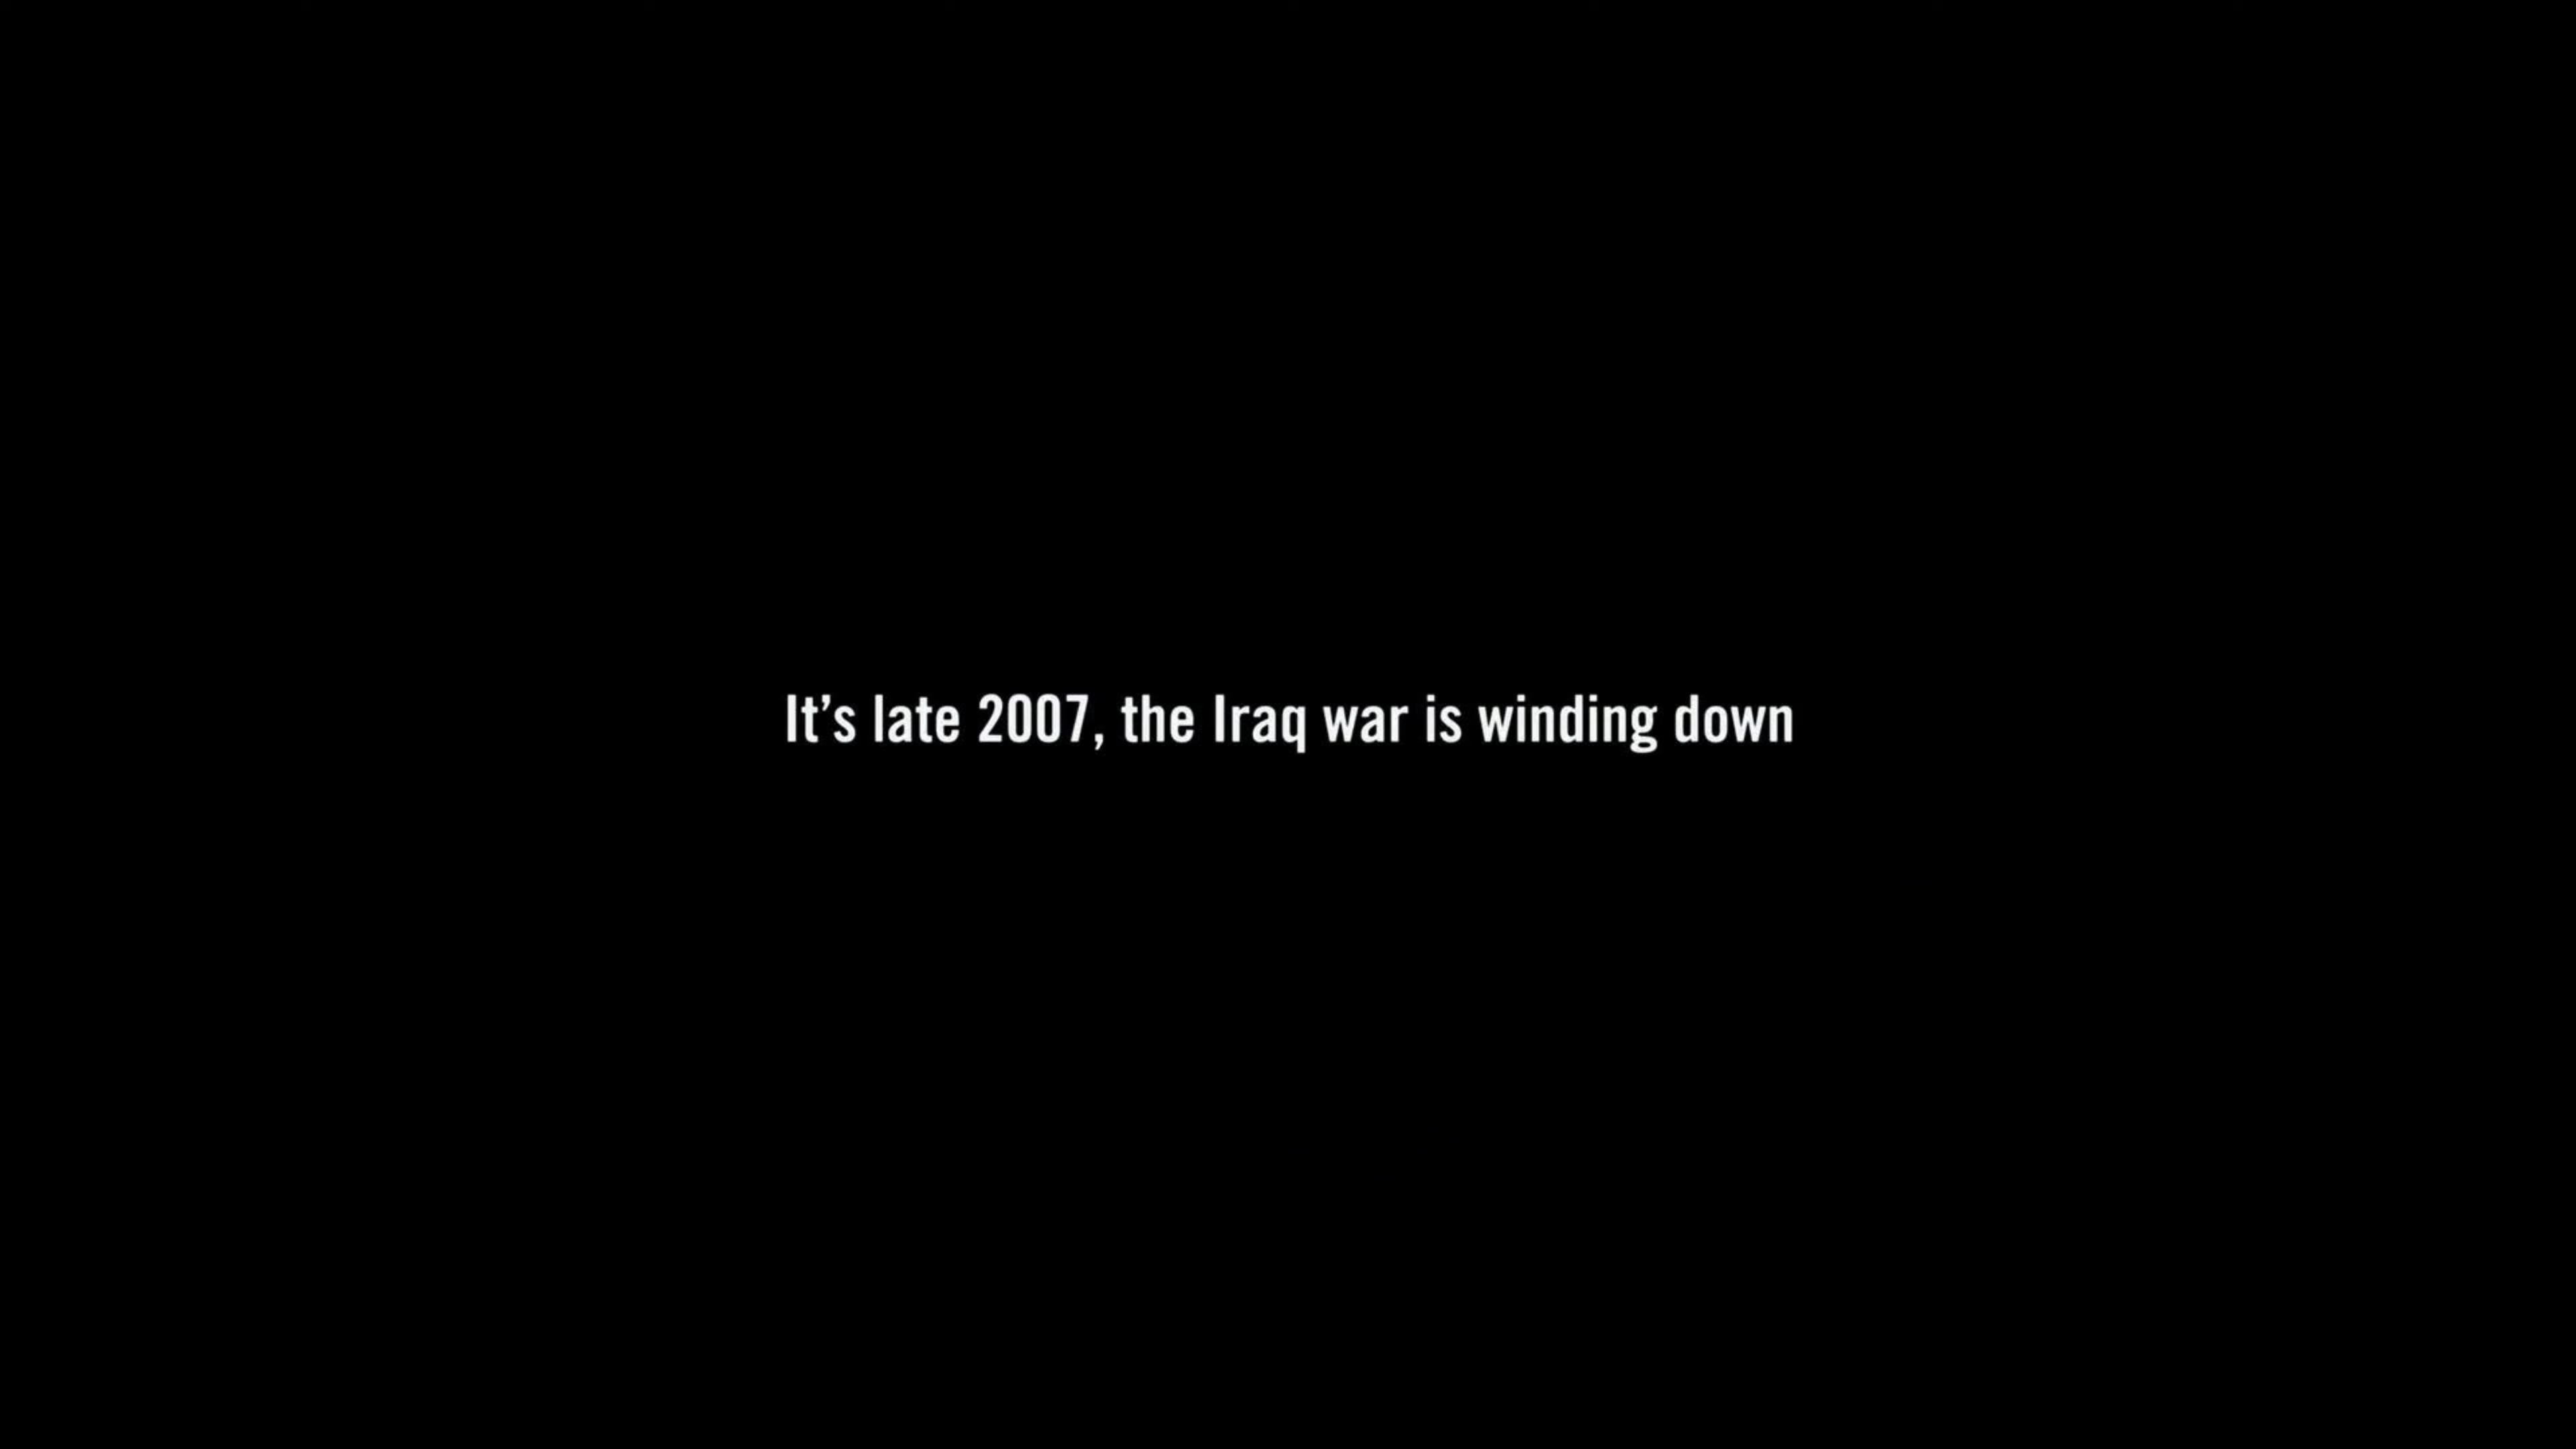 It’s late 2007, the Iraq war is winding down